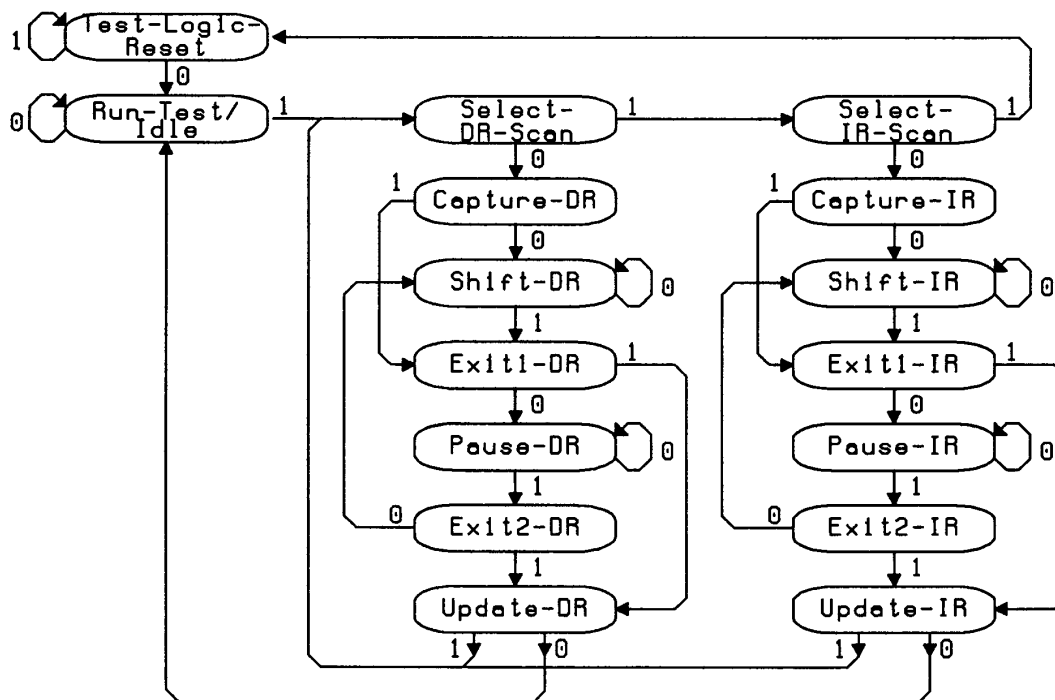 Test-Logic-
Reset
1
0
Run-Test/
Idle
0
1
Select-
DR-Scan
1
Select-
IR-Scan
1
0
0
1
Capture-DR
1
Capture-IR
0
0
Shift-DR
0
Shift-IR
0
1
1
Exit1-DR
1
Exit1-IR
1
0
0
Pause-DR
0
Pause-IR
0
1
1
0
Exit2-DR
0
Exit2-IR
1
1
Update-DR
Update-IR
1
0
1
0